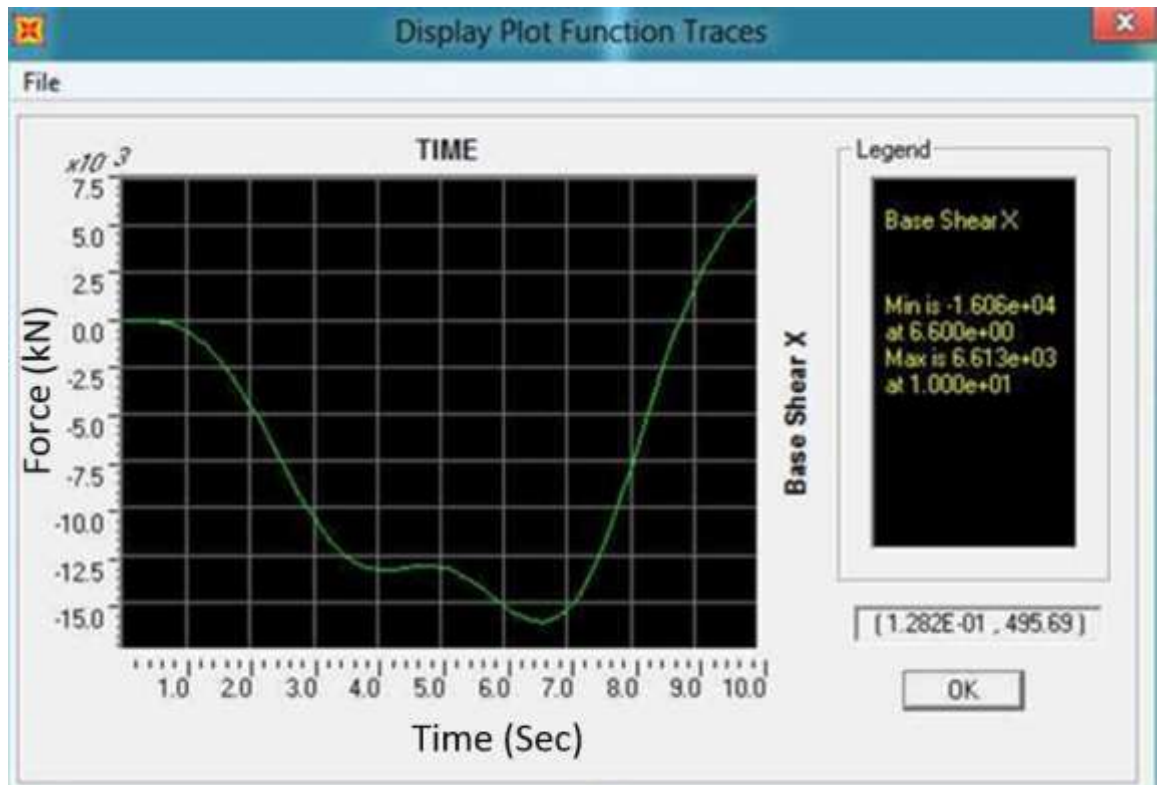 Display Plot Function Traces
File
TIME
x10 3
7.5
5.0
2.5
0.0
-2.5
-5.0
-7.5
-10.0
-12.5
-15.0
Force (kN)
1.0 2.0 3.0 4.0 5.0 6.0 7.0 8.0 9.0 10.0
Time (Sec)
Base Shear X
Legend
Base Shear X
Min is -1.606e+04
at 6.600e+00
Max is 6.613e+03
at 1.000e+01
( 1.282E-01 , 495.69 )
OK